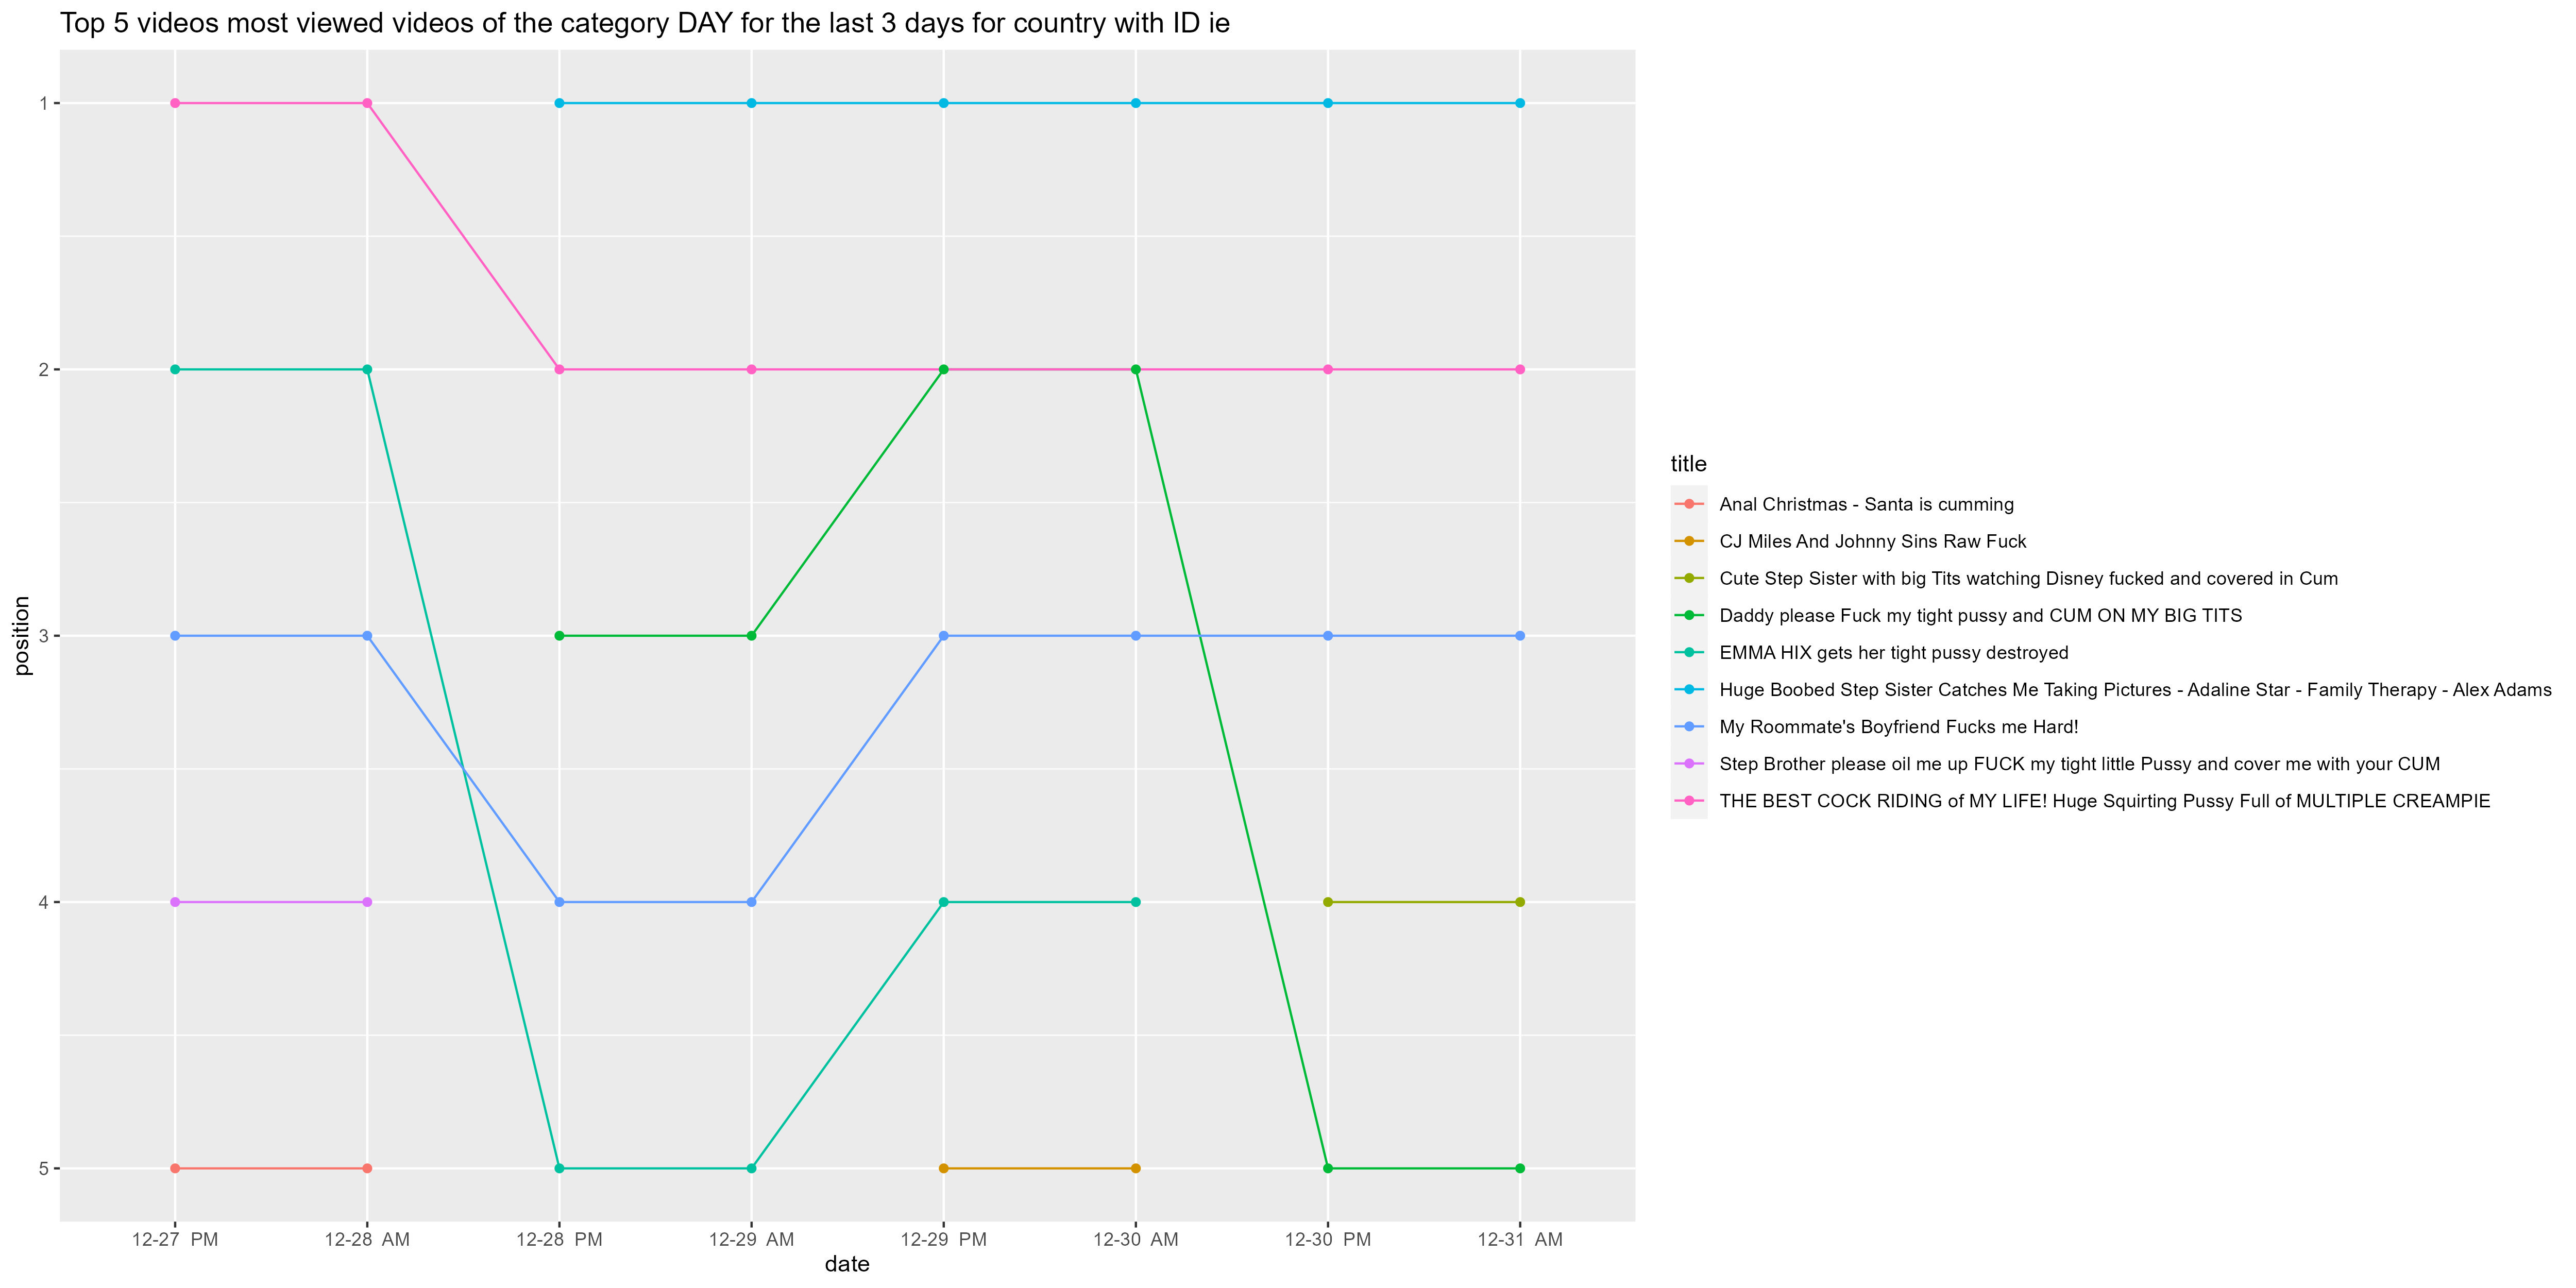 Top 5 videos most viewed videos of the category DAY for the last 3 days for country with ID ie
position
1
2
3
4
5
12-27 PM
12-28 AM
12-28 PM
12-29 AM
12-29 PM
12-30 AM
12-30 PM
12-31 AM
date
title
Anal Christmas - Santa is cumming
CJ Miles And Johnny Sins Raw Fuck
Cute Step Sister with big Tits watching Disney fucked and covered in Cum
Daddy please Fuck my tight pussy and CUM ON MY BIG TITS
EMMA HIX gets her tight pussy destroyed
Huge Boobed Step Sister Catches Me Taking Pictures - Adaline Star - Family Therapy - Alex Adams
My Roommate's Boyfriend Fucks me Hard!
Step Brother please oil me up FUCK my tight little Pussy and cover me with your CUM
THE BEST COCK RIDING of MY LIFE! Huge Squirting Pussy Full of MULTIPLE CREAMPIE